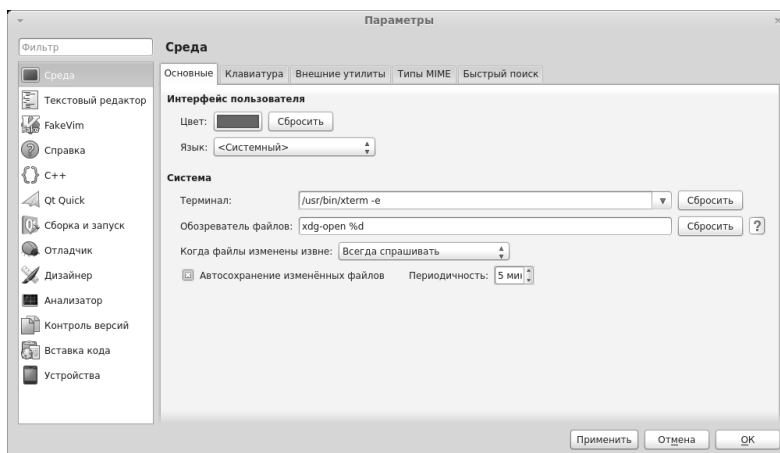 Параметры
Фильтр
Среда
Текстовый редактор
FakeVim
Справка
C++
Qt Quick
Сборка и запуск
Отладчик
Дизайнер
Анализатор
Контроль версий
Вставка кода
Устройства
Среда
Основные Клавиатура Внешние утилиты Типы MIME Быстрый поиск
Интерфейс пользователя
Цвет: Сбросить
Язык: <Системный>
Система
Терминал: /usr/bin/xterm -e Сбросить
Обозреватель файлов: xdg-open %d Сбросить ?
Когда файлы изменены извне: Всегда спрашивать
Автосохранение изменённых файлов Периодичность: 5 ми
Применить Отмена OK